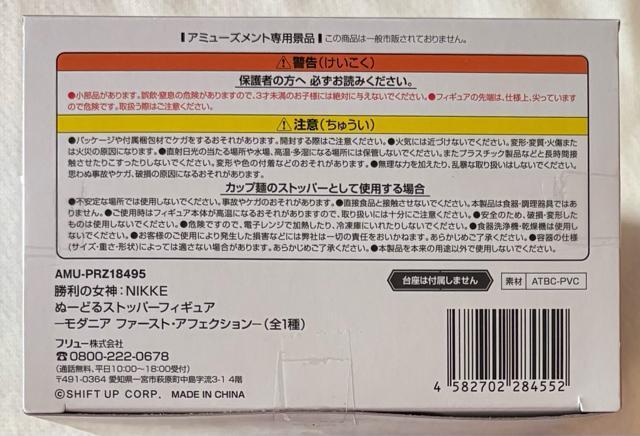 アミューズメント専用景品 この商品は一般市販されておりません。
⚠警告(けいこく)
保護者の方へ 必ずお読みください。
●小部品があります。誤飲・窒息の危険がありますので、3才未満のお子様には絶対に与えないでください。●フィギュアの先端は、仕様上、尖っています
ので危険です。取扱う際はご注意ください。
⚠注意(ちゅうい)
●パッケージや付属梱包材でケガをするおそれがあります。開封する際はご注意ください。●火気には近づけないでください。変形・変質・火傷また
は火災の原因になります。●直射日光の当たる場所や水場、高温・多湿になる場所には保管しないでください。またプラスチック製品などと長時間接
触させたりこすったりしないでください。変形や色の付着などのおそれがあります。●無理な力を加えたり、乱暴な取り扱いはしないでください。
思わぬ事故やケガ、破損の原因になるおそれがあります。
カップ麺のストッパーとして使用する場合
●不安定な場所では使用しないでください。事故やケガのおそれがあります。●直接食品と接触させないでください。本製品は食器・調理器具ではあ
りません。●ご使用時はフィギュア本体が高温になるおそれがありますので、取り扱いには十分にご注意ください。●安全のため、破損・変形した
ものは使用しないでください。●危険ですので、電子レンジで加熱したり、冷凍庫にいれたりしないでください。●食器洗浄機・乾燥機は使用し
ないでください。●お客様のご使用により発生した損害などには弊社は一切の責任をおいかねます。あらかじめご了承ください。●容器の仕様
(サイズ・重さ・形状)によっては適さない場合があります。あらかじめご了承ください。●本製品を本来の用途以外で使用しないでください。
AMU-PRZ18495
台座は付属しません 素材 ATBC-PVC
勝利の女神:NIKKE
ぬーどるストッパーフィギュア
―モダニア ファースト・アフェクション―(全1種)
フリュー株式会社
☎0800-222-0678
(通話無料、平日10:00〜18:00受付)
〒491-0364 愛知県一宮市萩原町中島字流3-1 4階
©SHIFT UP CORP. MADE IN CHINA
4 582702 284552